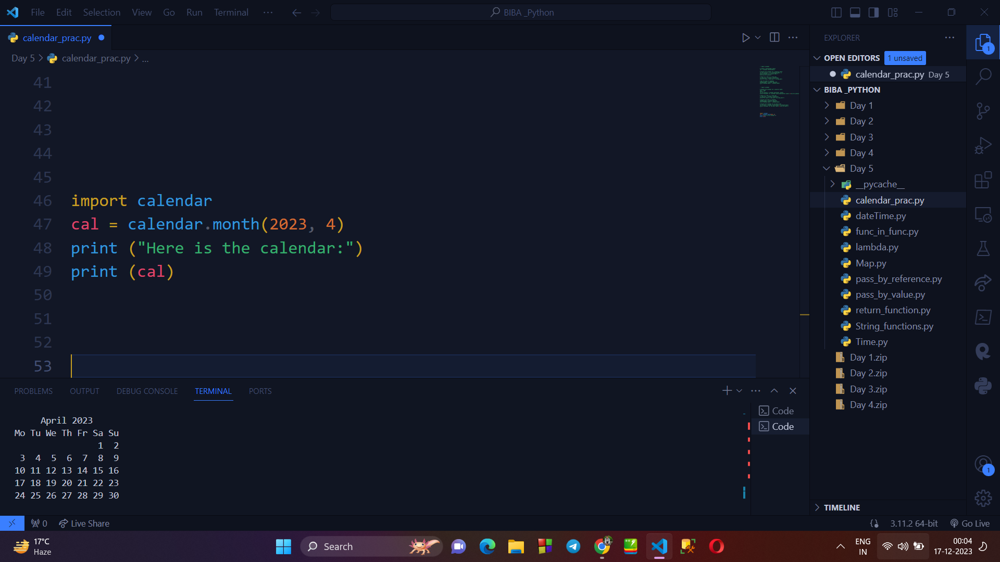 File Edit Selection View Go Run Terminal ··· BIBA _Python
calendar_prac.py
Day 5 > calendar_prac.py > ...
41
42
43
44
45
46 import calendar
47 cal = calendar.month(2023, 4)
48 print ("Here is the calendar:")
49 print (cal)
50
51
52
53
PROBLEMS OUTPUT DEBUG CONSOLE TERMINAL PORTS
April 2023
Mo Tu We Th Fr Sa Su
1 2
3 4 5 6 7 8 9
10 11 12 13 14 15 16
17 18 19 20 21 22 23
24 25 26 27 28 29 30
Code
Code
EXPLORER
OPEN EDITORS 1 unsaved
calendar_prac.py Day 5
BIBA _PYTHON
Day 1
Day 2
Day 3
Day 4
Day 5
__pycache__
calendar_prac.py
dateTime.py
func_in_func.py
lambda.py
Map.py
pass_by_reference.py
pass_by_value.py
return_function.py
String_functions.py
Time.py
Day 1.zip
Day 2.zip
Day 3.zip
Day 4.zip
TIMELINE
1
1
0 Live Share 3.11.2 64-bit Go Live
17°C
Haze
Search
ENG
IN
00:04
17-12-2023